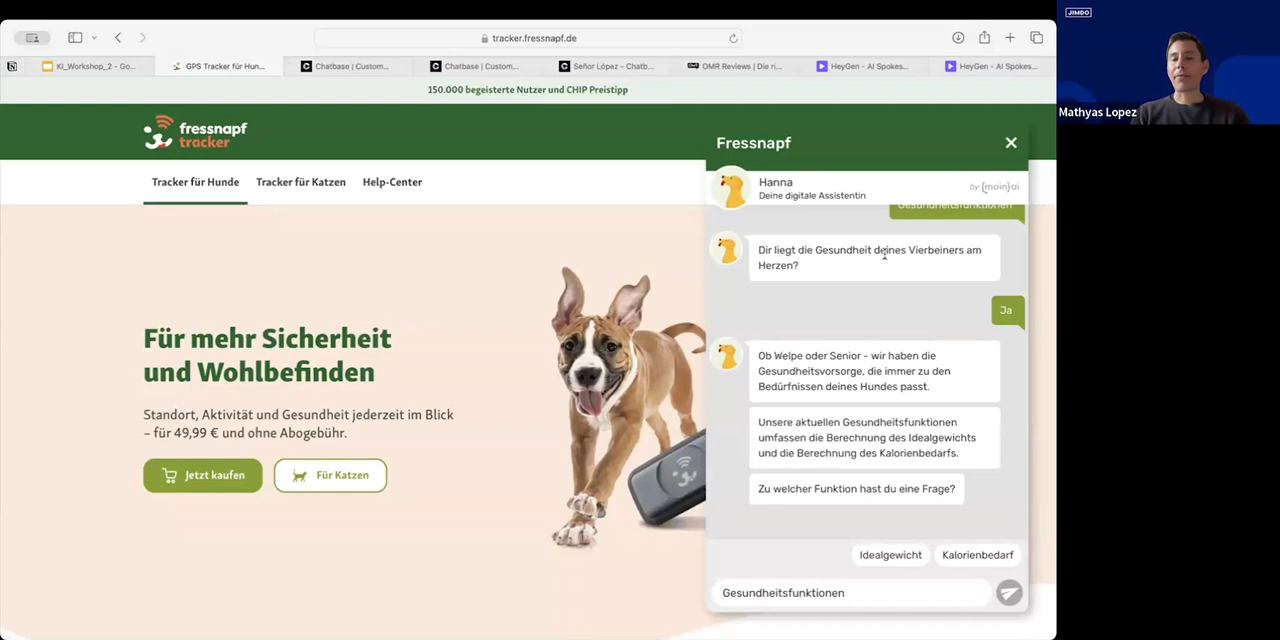 JIMDO
Mathyas Lopez
tracker.fressnapf.de
KI_Workshop_2 - Go...
GPS Tracker für Hun...
Chatbase | Custom...
Chatbase | Custom...
Señor López - Chatb...
OMR Reviews | Die ri...
HeyGen - AI Spokes...
HeyGen - AI Spokes...
150.000 begeisterte Nutzer und CHIP Preistipp
fressnapf
tracker
Tracker für Hunde
Tracker für Katzen
Help-Center
Für mehr Sicherheit
und Wohlbefinden
Standort, Aktivität und Gesundheit jederzeit im Blick
– für 49,99 € und ohne Abogebühr.
Jetzt kaufen
Für Katzen
Fressnapf
Hanna
Deine digitale Assistentin
by {moin}ai
Gesundheitsfunktionen
Dir liegt die Gesundheit deines Vierbeiners am
Herzen?
Ja
Ob Welpe oder Senior - wir haben die
Gesundheitsvorsorge, die immer zu den
Bedürfnissen deines Hundes passt.
Unsere aktuellen Gesundheitsfunktionen
umfassen die Berechnung des Idealgewichts
und die Berechnung des Kalorienbedarfs.
Zu welcher Funktion hast du eine Frage?
Idealgewicht
Kalorienbedarf
Gesundheitsfunktionen